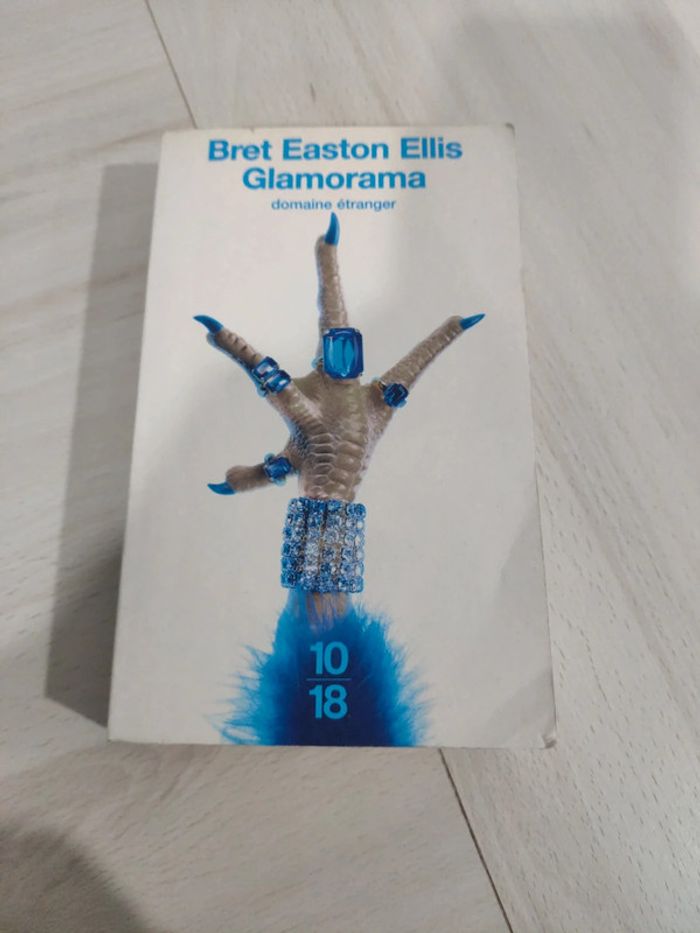 Bret Easton Ellis
Glamorama
domaine étranger
10
18